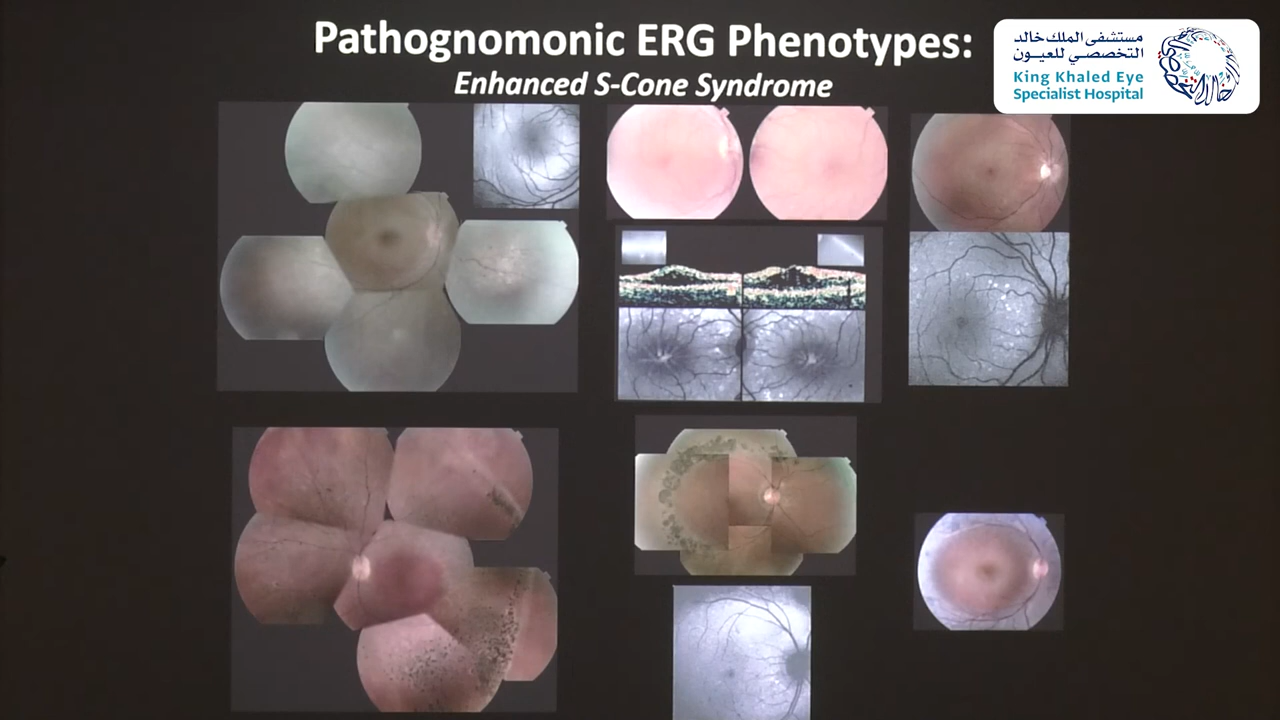 Pathognomonic ERG Phenotypes:
Enhanced S-Cone Syndrome
مستشفى الملك خالد
التخصصي للعيون
King Khaled Eye
Specialist Hospital